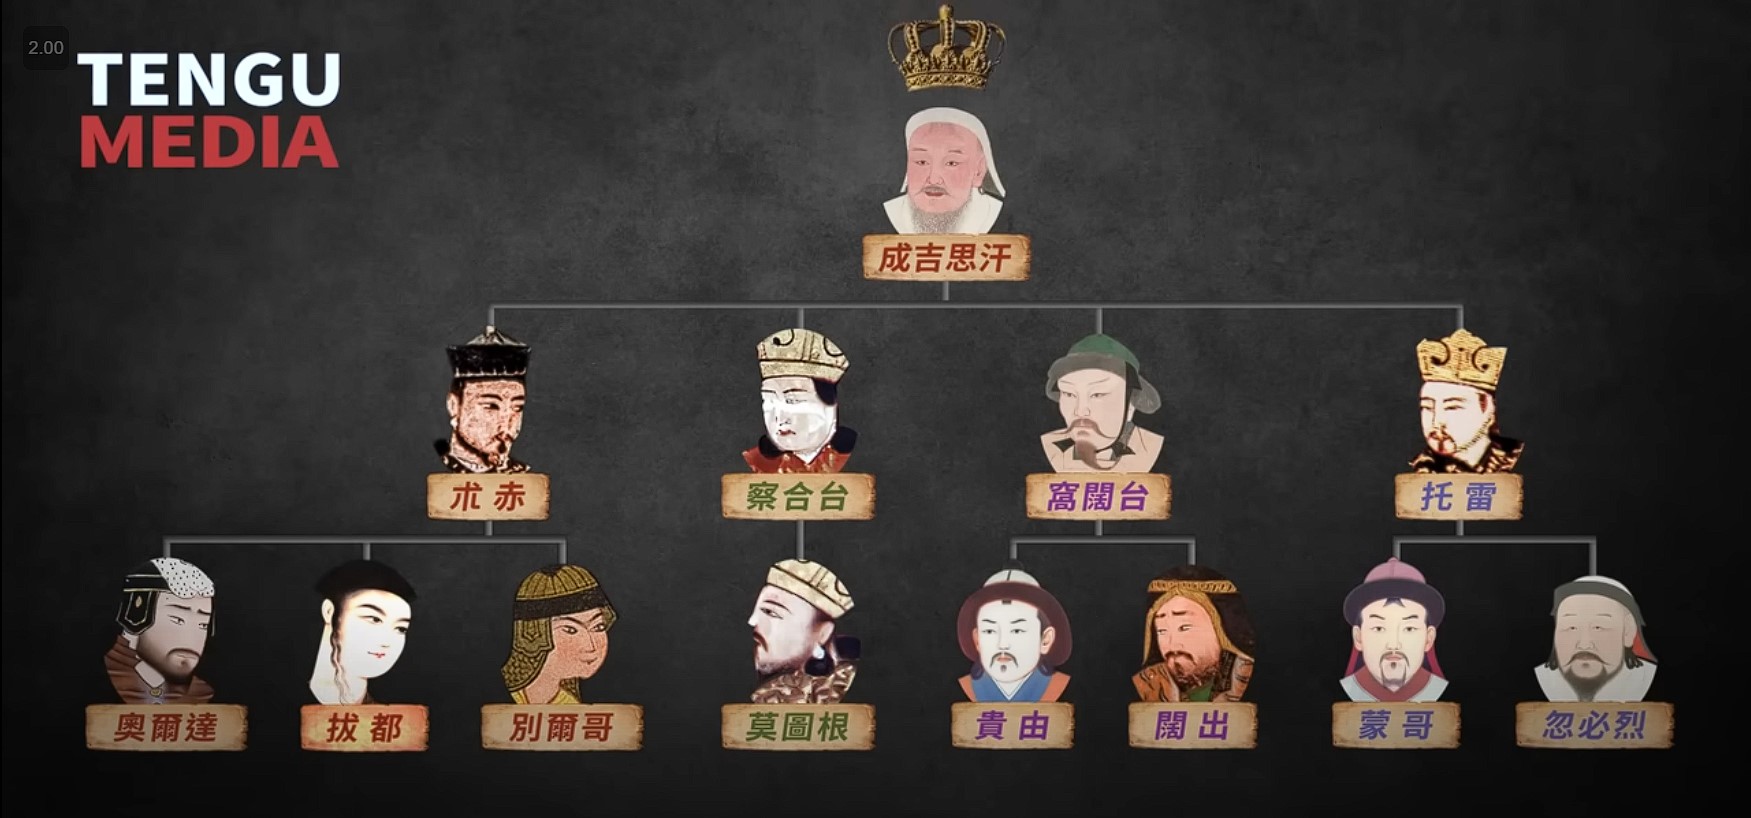 2.00
TENGU
MEDIA
成吉思汗
朮赤
察合台
窩闊台
托雷
奧爾達
拔都
別爾哥
莫圖根
貴由
闊出
蒙哥
忽必烈